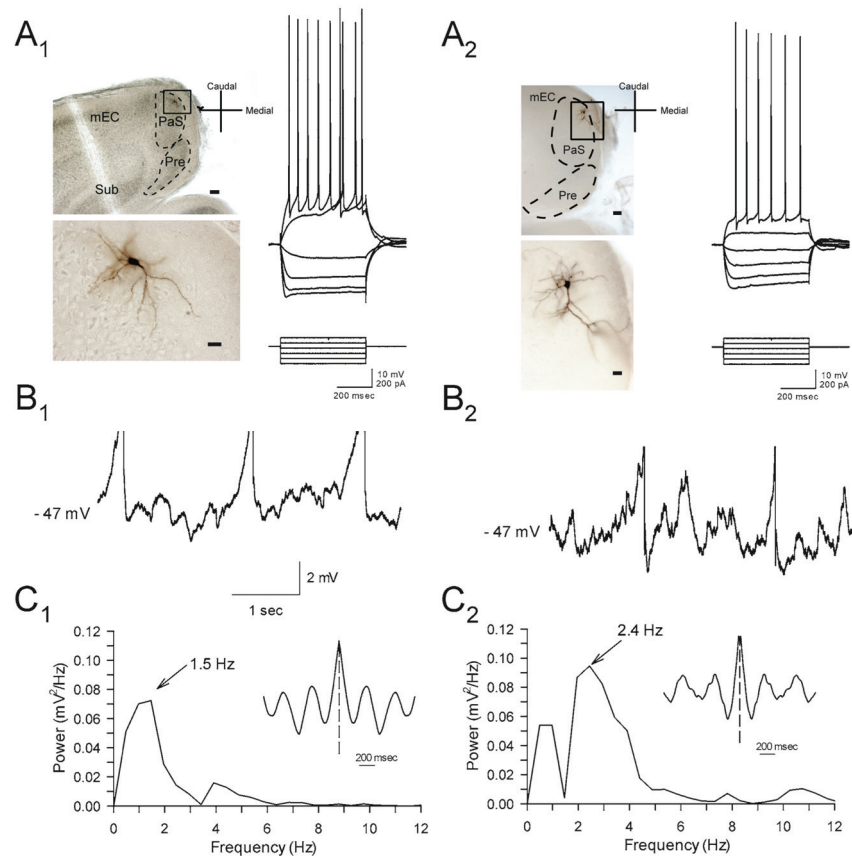 A1
Caudal
Medial
mEC
PaS
Pre
Sub
10 mV
200 pA
200 msec
A2
Caudal
Medial
mEC
PaS
Pre
10 mV
200 pA
200 msec
B1
- 47 mV
2 mV
1 sec
B2
- 47 mV
C1
0.12
0.10
0.08
0.06
0.04
0.02
0.00
Power (mV²/Hz)
1.5 Hz
200 msec
0 2 4 6 8 10 12
Frequency (Hz)
C2
0.12
0.10
0.08
0.06
0.04
0.02
0.00
Power (mV²/Hz)
2.4 Hz
200 msec
0 2 4 6 8 10 12
Frequency (Hz)